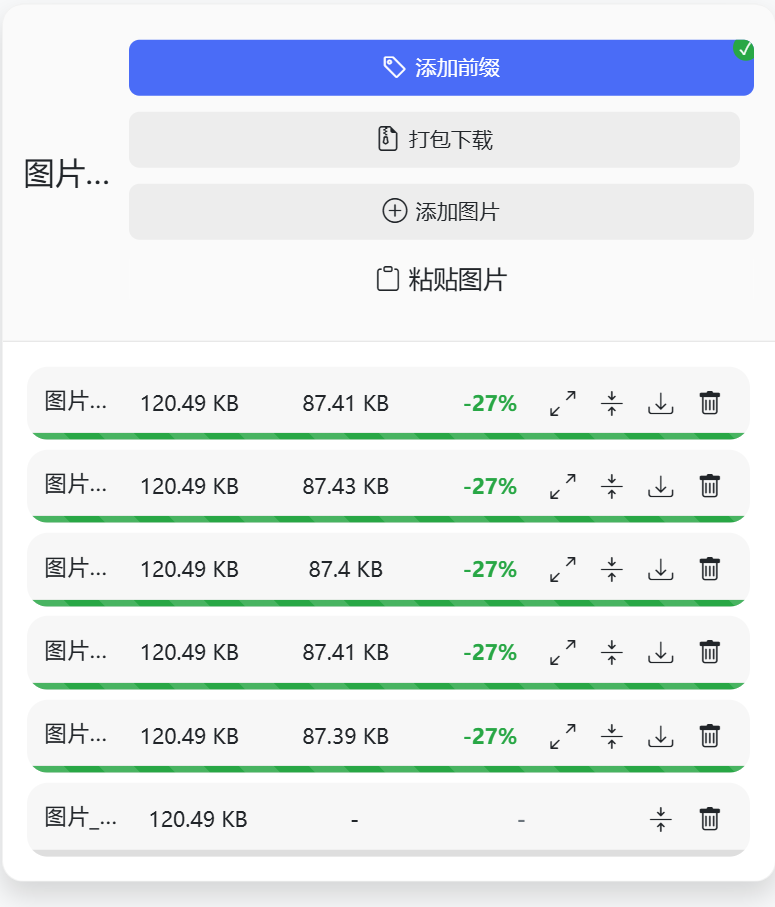 添加前缀
打包下载
图片...
添加图片
粘贴图片
图片... 120.49 KB 87.41 KB -27%
图片... 120.49 KB 87.43 KB -27%
图片... 120.49 KB 87.4 KB -27%
图片... 120.49 KB 87.41 KB -27%
图片... 120.49 KB 87.39 KB -27%
图片_... 120.49 KB - -